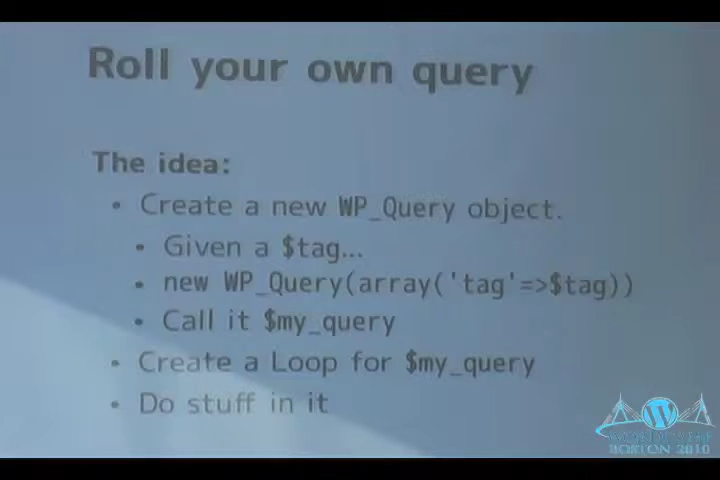 Roll your own query
The idea:
• Create a new WP_Query object.
• Given a $tag...
• new WP_Query(array('tag'=>$tag))
• Call it $my_query
• Create a Loop for $my_query
• Do stuff in it
WORDCAMP
BOSTON 2010